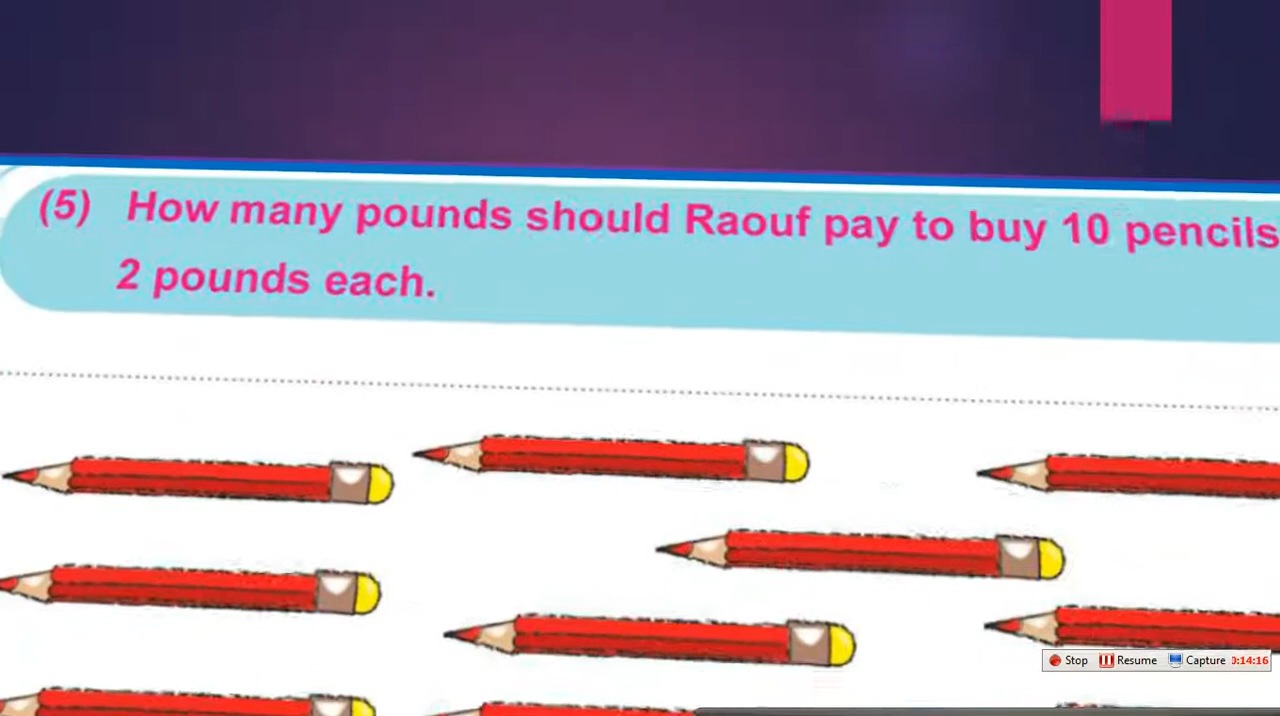 (5) How many pounds should Raouf pay to buy 10 pencils
2 pounds each.
Stop Resume Capture 0:14:16